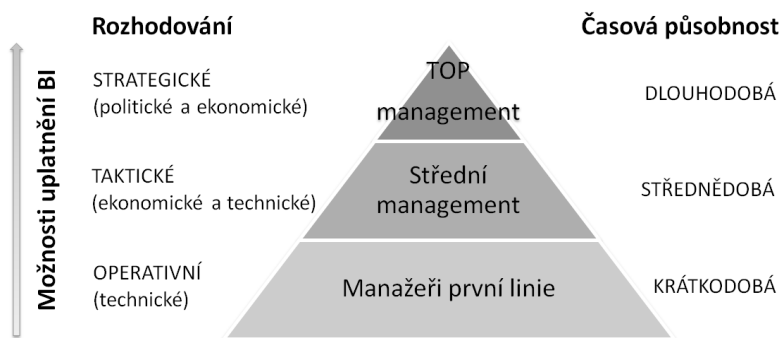 Rozhodování
Časová působnost
Možnosti uplatnění BI
STRATEGICKÉ
(politické a ekonomické)
TOP
management
DLOUHODOBÁ
TAKTICKÉ
(ekonomické a technické)
Střední
management
STŘEDNĚDOBÁ
OPERATIVNÍ
(technické)
Manažeři první linie
KRÁTKODOBÁ